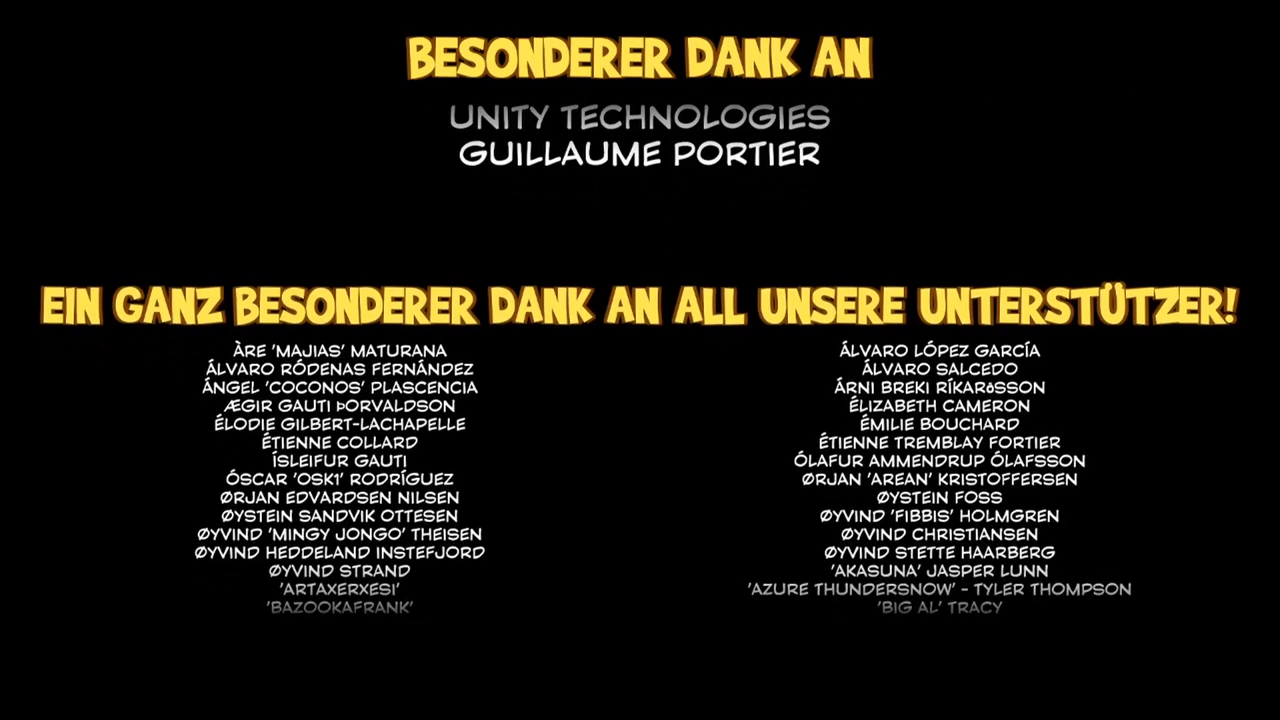 BESONDERER DANK AN
UNITY TECHNOLOGIES
GUILLAUME PORTIER
EIN GANZ BESONDERER DANK AN ALL UNSERE UNTERSTÜTZER!
ÀRE 'MAJIAS' MATURANA
ÁLVARO RÓDENAS FERNÁNDEZ
ÁNGEL 'COCONOS' PLASCENCIA
ÆGIR GAUTI ÞORVALDSON
ÉLODIE GILBERT-LACHAPELLE
ÉTIENNE COLLARD
ÍSLEIFUR GAUTI
ÓSCAR 'OSK1' RODRÍGUEZ
ØRJAN EDVARDSEN NILSEN
ØYSTEIN SANDVIK OTTESEN
ØYVIND 'MINGY JONGO' THEISEN
ØYVIND HEDDELAND INSTEFJORD
ØYVIND STRAND
'ARTAXERXESI'
'BAZOOKAFRANK'
ÁLVARO LÓPEZ GARCÍA
ÁLVARO SALCEDO
ÁRNI BREKI RÍKARðSSON
ÉLIZABETH CAMERON
ÉMILIE BOUCHARD
ÉTIENNE TREMBLAY FORTIER
ÓLAFUR AMMENDRUP ÓLAFSSON
ØRJAN 'AREAN' KRISTOFFERSEN
ØYSTEIN FOSS
ØYVIND 'FIBBIS' HOLMGREN
ØYVIND CHRISTIANSEN
ØYVIND STETTE HAARBERG
'AKASUNA' JASPER LUNN
'AZURE THUNDERSNOW' - TYLER THOMPSON
'BIG AL' TRACY